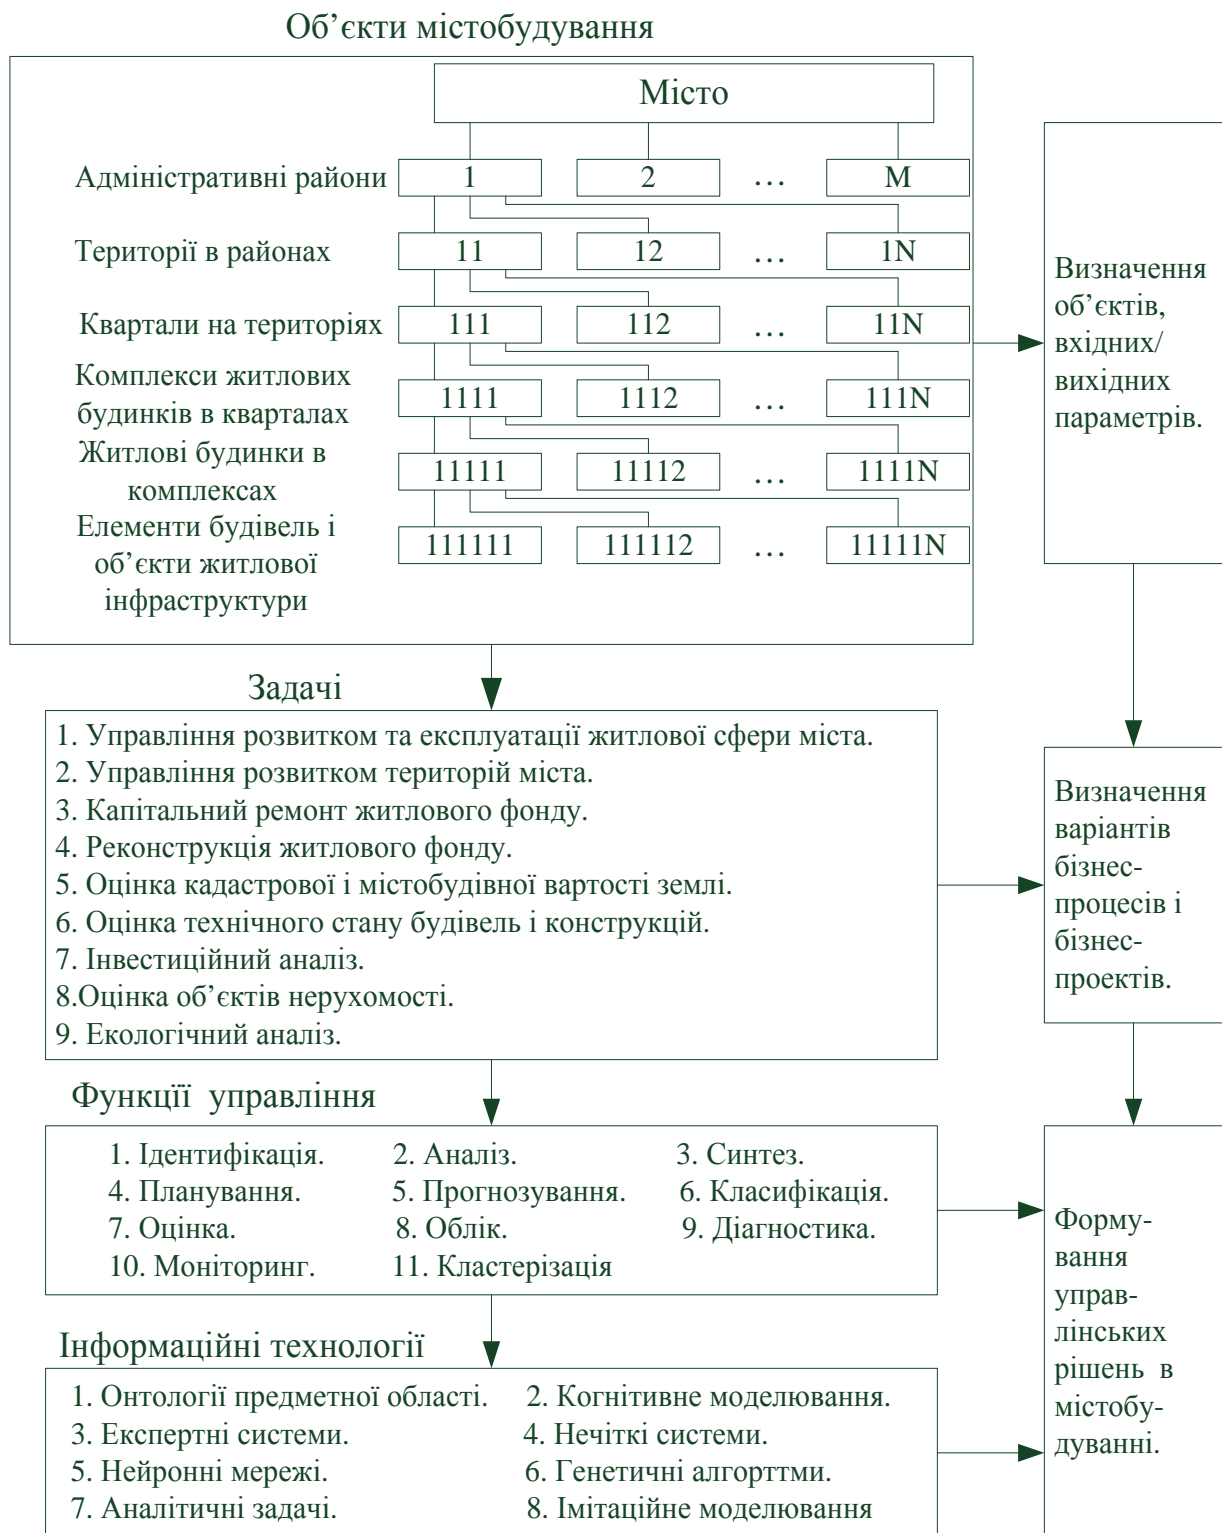 Об’єкти містобудування
Місто
Адміністративні райони 1 2 … М
Території в районах 11 12 … 1N
Квартали на територіях 111 112 … 11N
Комплекси житлових
будинків в кварталах
1111 1112 … 111N
Житлові будинки в
комплексах
11111 11112 … 1111N
Елементи будівель і
об’єкти житлової
інфраструктури
111111 111112 … 11111N
Визначення
об’єктів,
вхідних/
вихідних
параметрів.
Задачі
1. Управління розвитком та експлуатації житлової сфери міста.
2. Управління розвитком територій міста.
3. Капітальний ремонт житлового фонду.
4. Реконструкція житлового фонду.
5. Оцінка кадастрової і містобудівної вартості землі.
6. Оцінка технічного стану будівель і конструкцій.
7. Інвестиційний аналіз.
8.Оцінка об’єктів нерухомості.
9. Екологічний аналіз.
Визначення
варіантів
бізнес-
процесів і
бізнес-
проектів.
Функцїї управління
1. Ідентифікація. 2. Аналіз. 3. Синтез.
4. Планування. 5. Прогнозування. 6. Класифікація.
7. Оцінка. 8. Облік. 9. Діагностика.
10. Моніторинг. 11. Кластерізація
Інформаційні технології
1. Онтології предметної області. 2. Когнітивне моделювання.
3. Експертні системи. 4. Нечіткі системи.
5. Нейронні мережі. 6. Генетичні алгорттми.
7. Аналітичні задачі. 8. Імітаційне моделювання
Форму-
вання
управ-
лінських
рішень в
містобу-
дуванні.